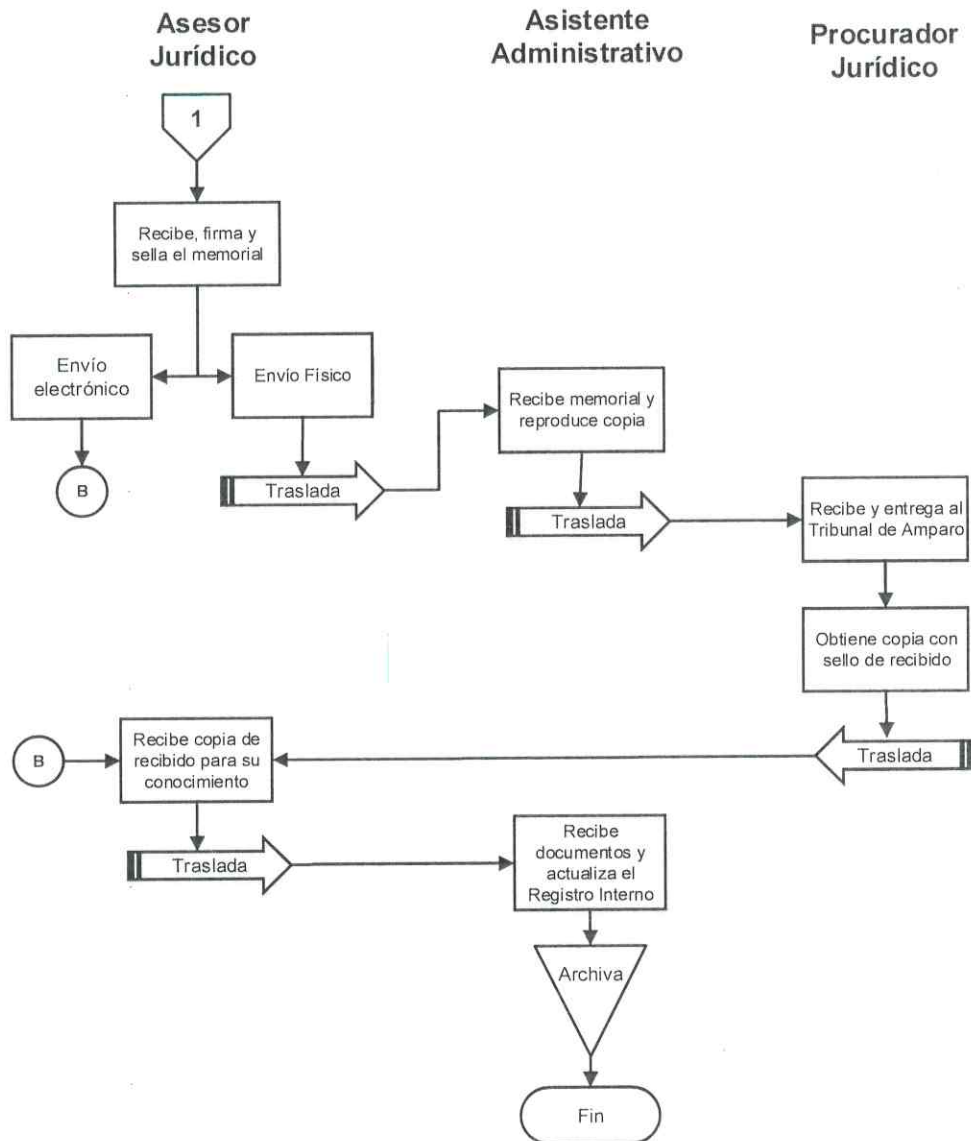 Asesor
Jurídico
Asistente
Administrativo
Procurador
Jurídico
1
Recibe, firma y
sella el memorial
Envío
electrónico
Envío Físico
Recibe memorial y
reproduce copia
B
Traslada
Traslada
Recibe y entrega al
Tribunal de Amparo
Obtiene copia con
sello de recibido
B
Recibe copia de
recibido para su
conocimiento
Traslada
Traslada
Recibe
documentos y
actualiza el
Registro Interno
Archiva
Fin